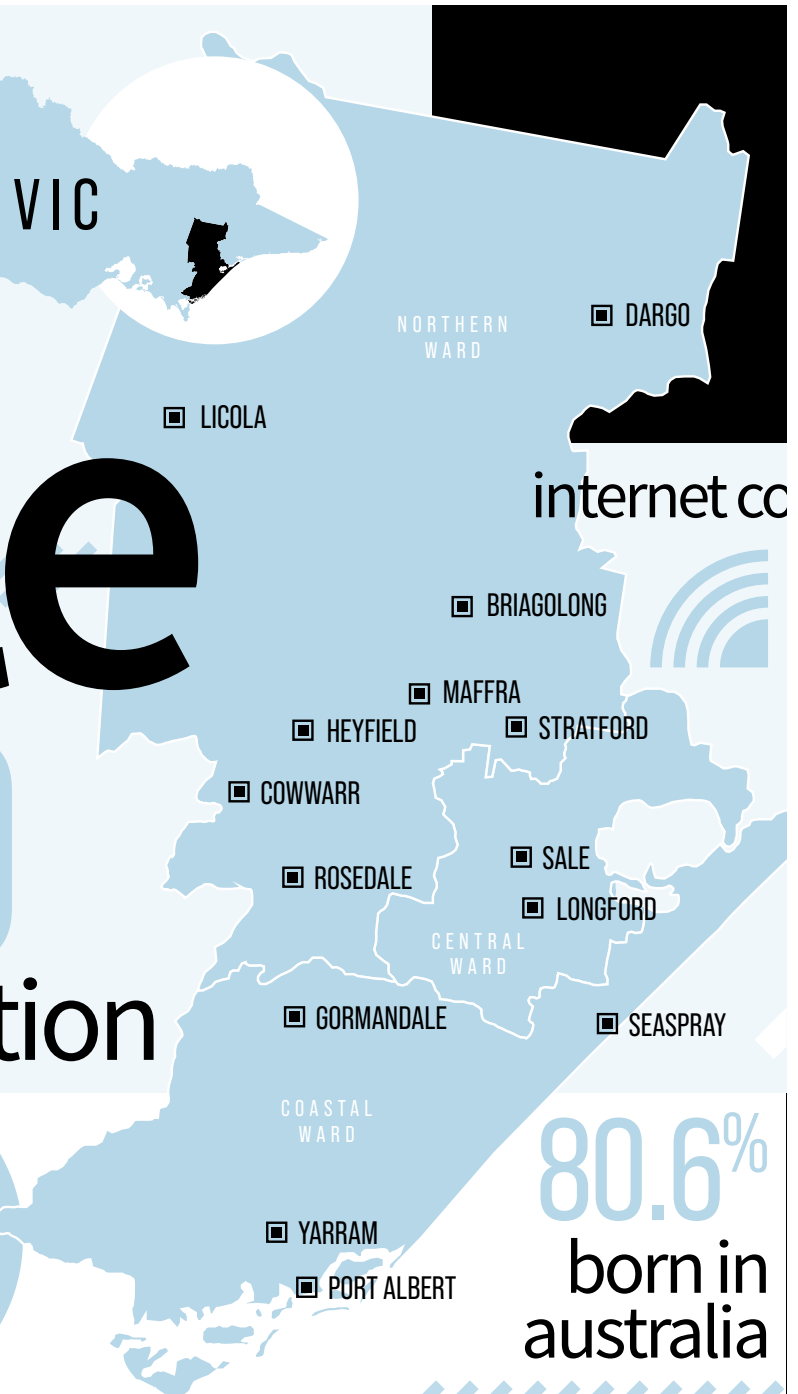 VIC
NORTHERN
WARD
DARGO
LICOLA
e
internet co
BRIAGOLONG
MAFFRA
STRATFORD
HEYFIELD
COWWARR
SALE
ROSEDALE
LONGFORD
CENTRAL
WARD
tion
GORMANDALE
SEASPRAY
COASTAL
WARD
80.6%
born in
australia
YARRAM
PORT ALBERT